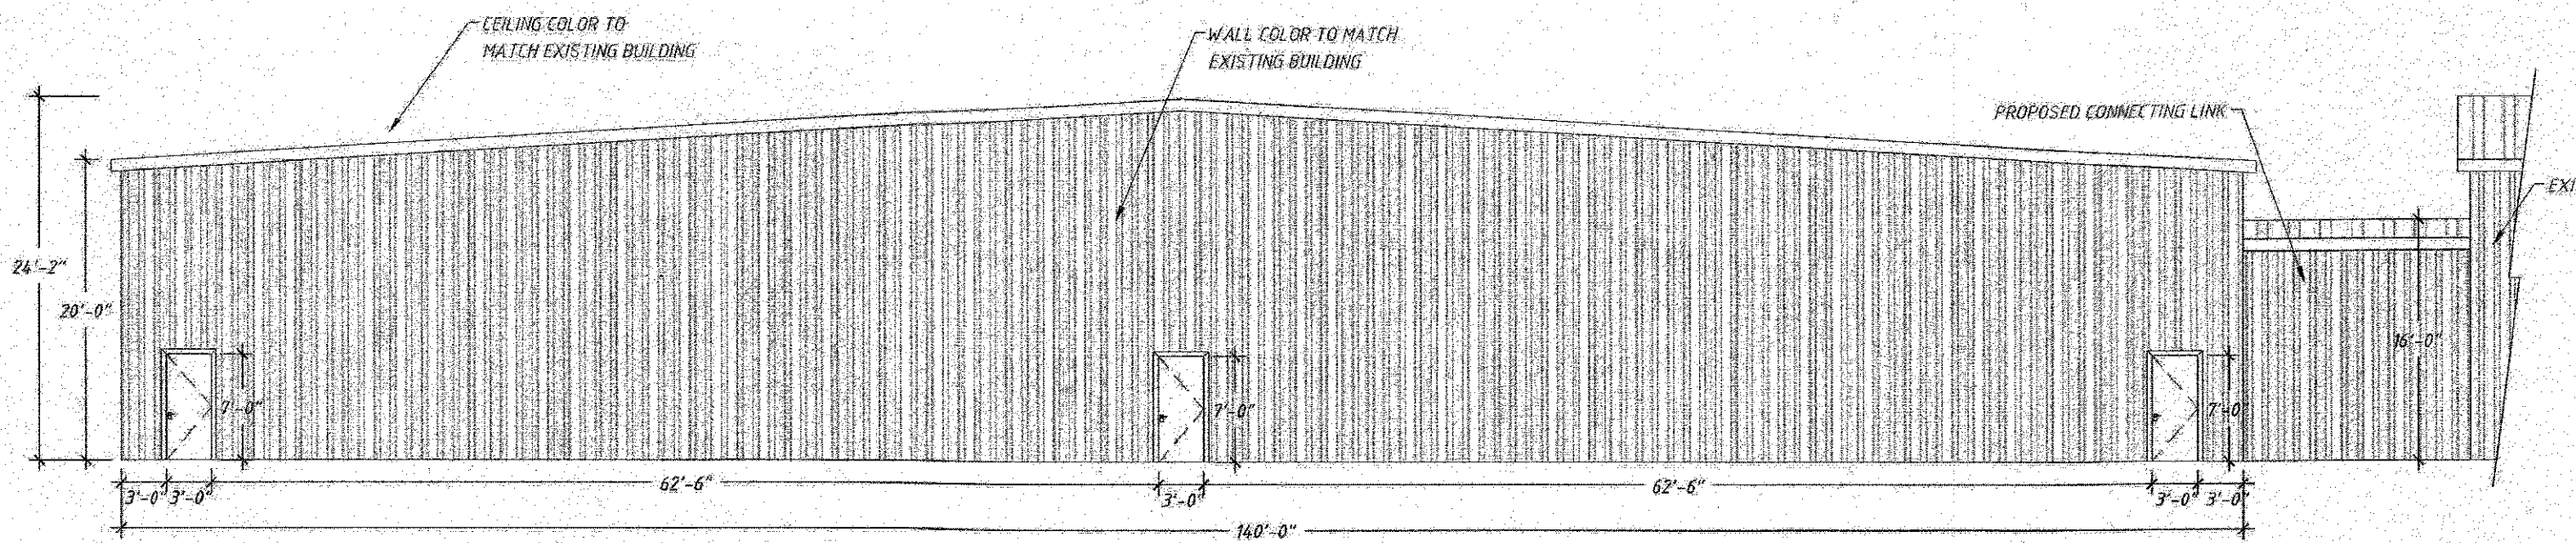 CEILING COLOR TO
MATCH EXISTING BUILDING
WALL COLOR TO MATCH
EXISTING BUILDING
PROPOSED CONNECTING LINK
EXI
24'-2"
20'-0"
16'-0"
7'-0"
7'-0"
7'-0"
3'-0"
3'-0"
62'-6"
3'-0"
62'-6"
3'-0"
3'-0"
140'-0"